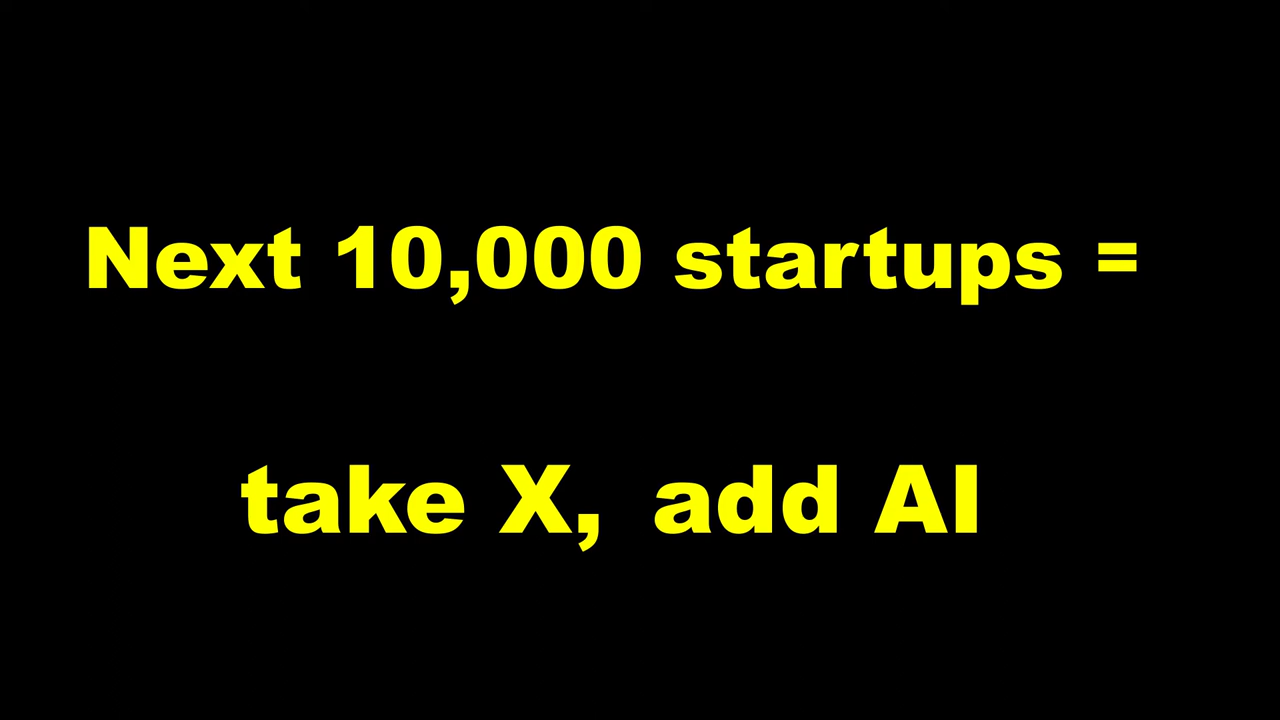 Next 10,000 startups =
take X, add AI